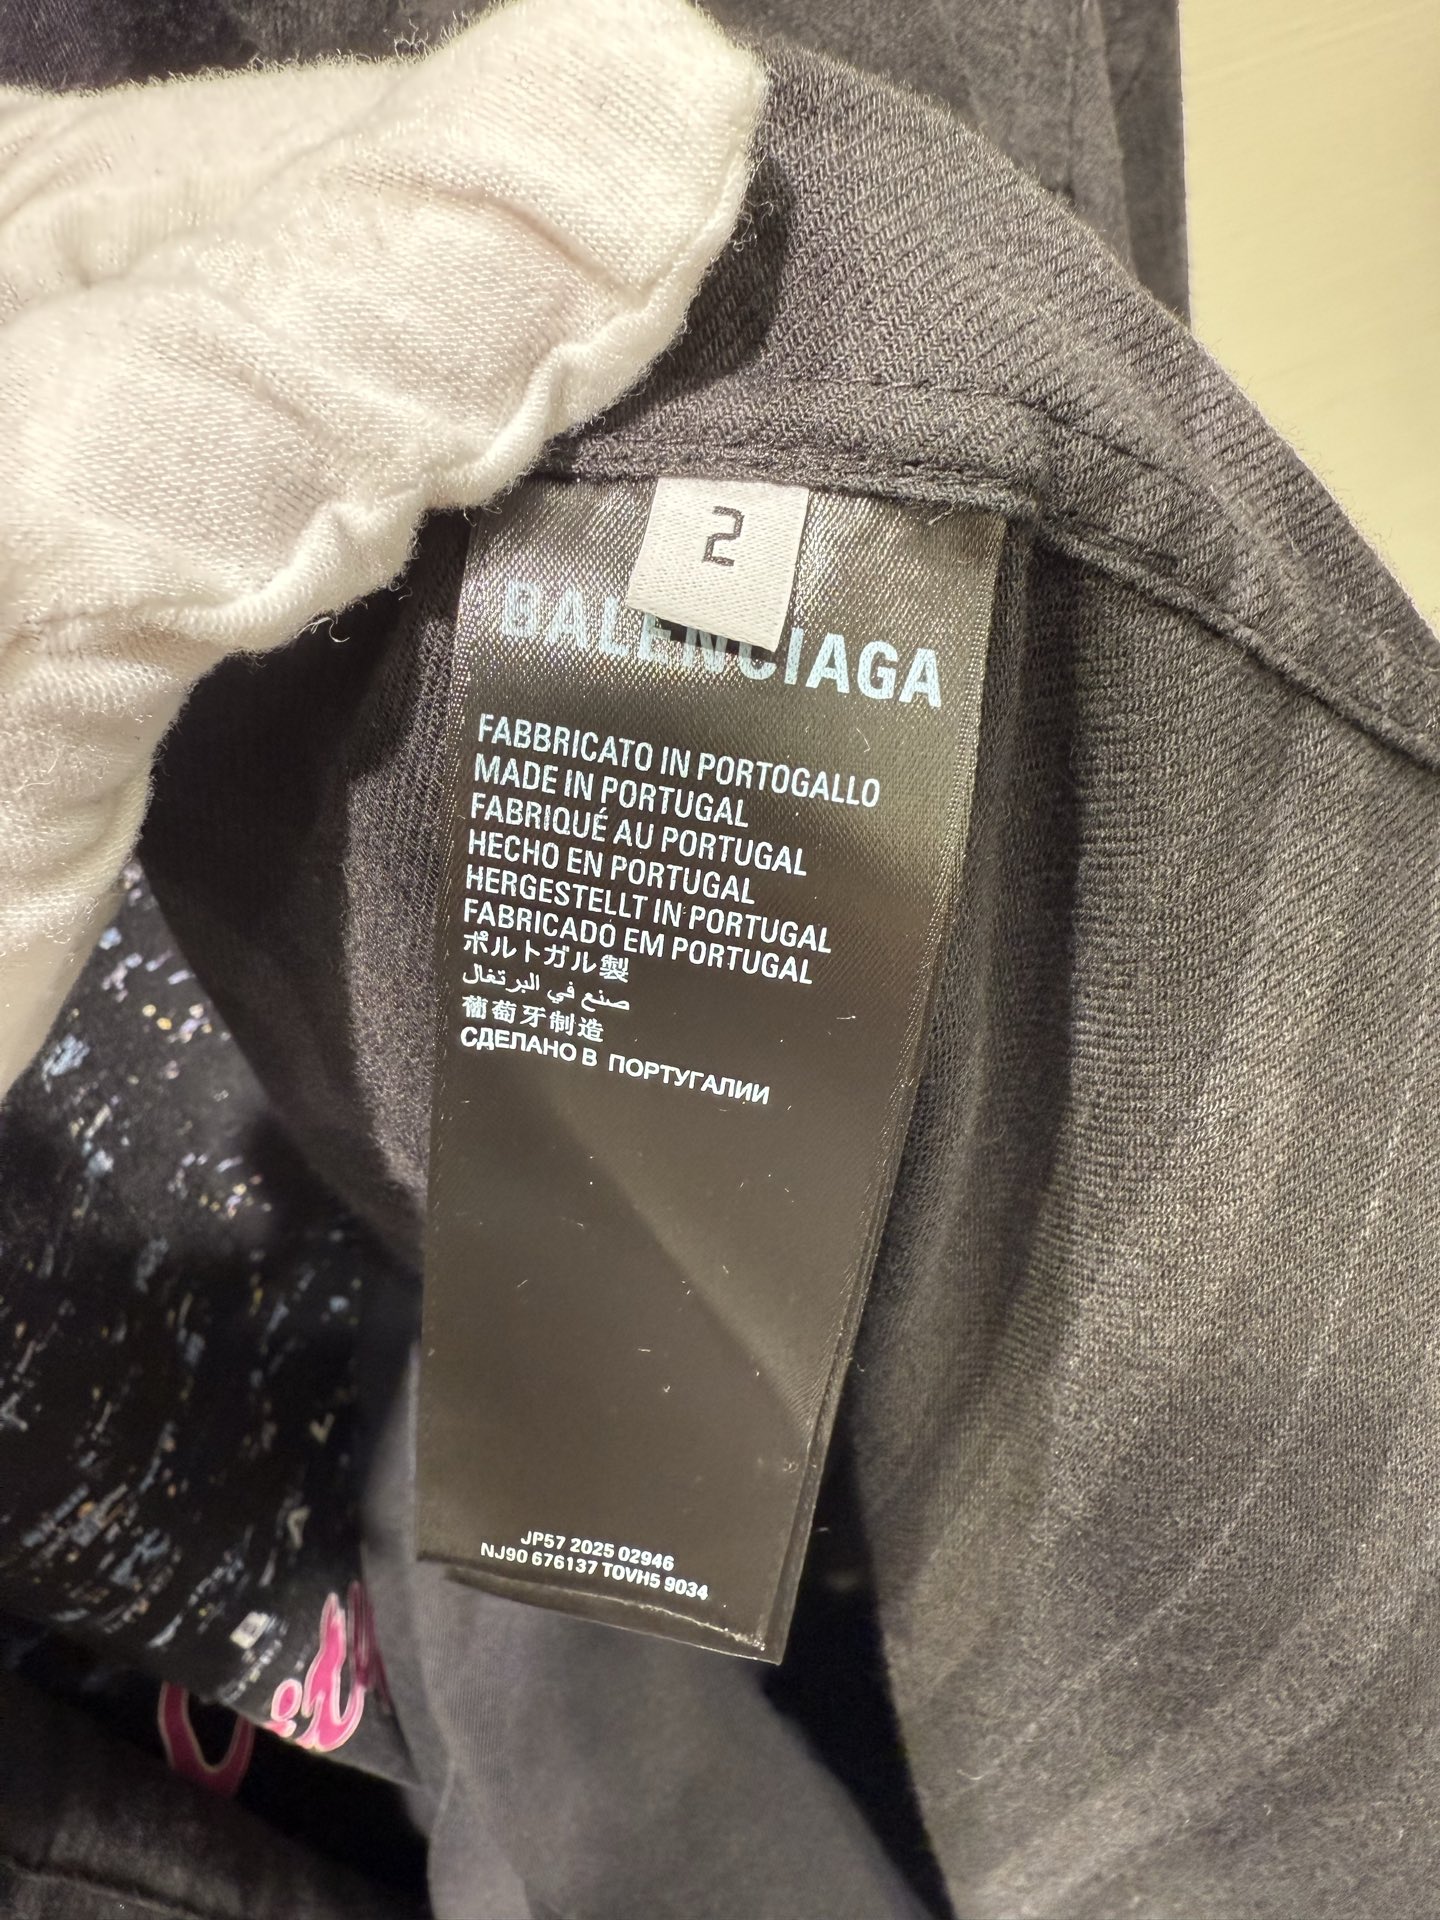 2
BALENCIAGA
FABBRICATO IN PORTOGALLO
MADE IN PORTUGAL
FABRIQUÉ AU PORTUGAL
HECHO EN PORTUGAL
HERGESTELLT IN PORTUGAL
FABRICADO EM PORTUGAL
ポルトガル製
صنع في البرتغال
葡萄牙制造
СДЕЛАНО В ПОРТУГАЛИИ
JP57 2025 02946
NJ90 676137 TOVH5 9034